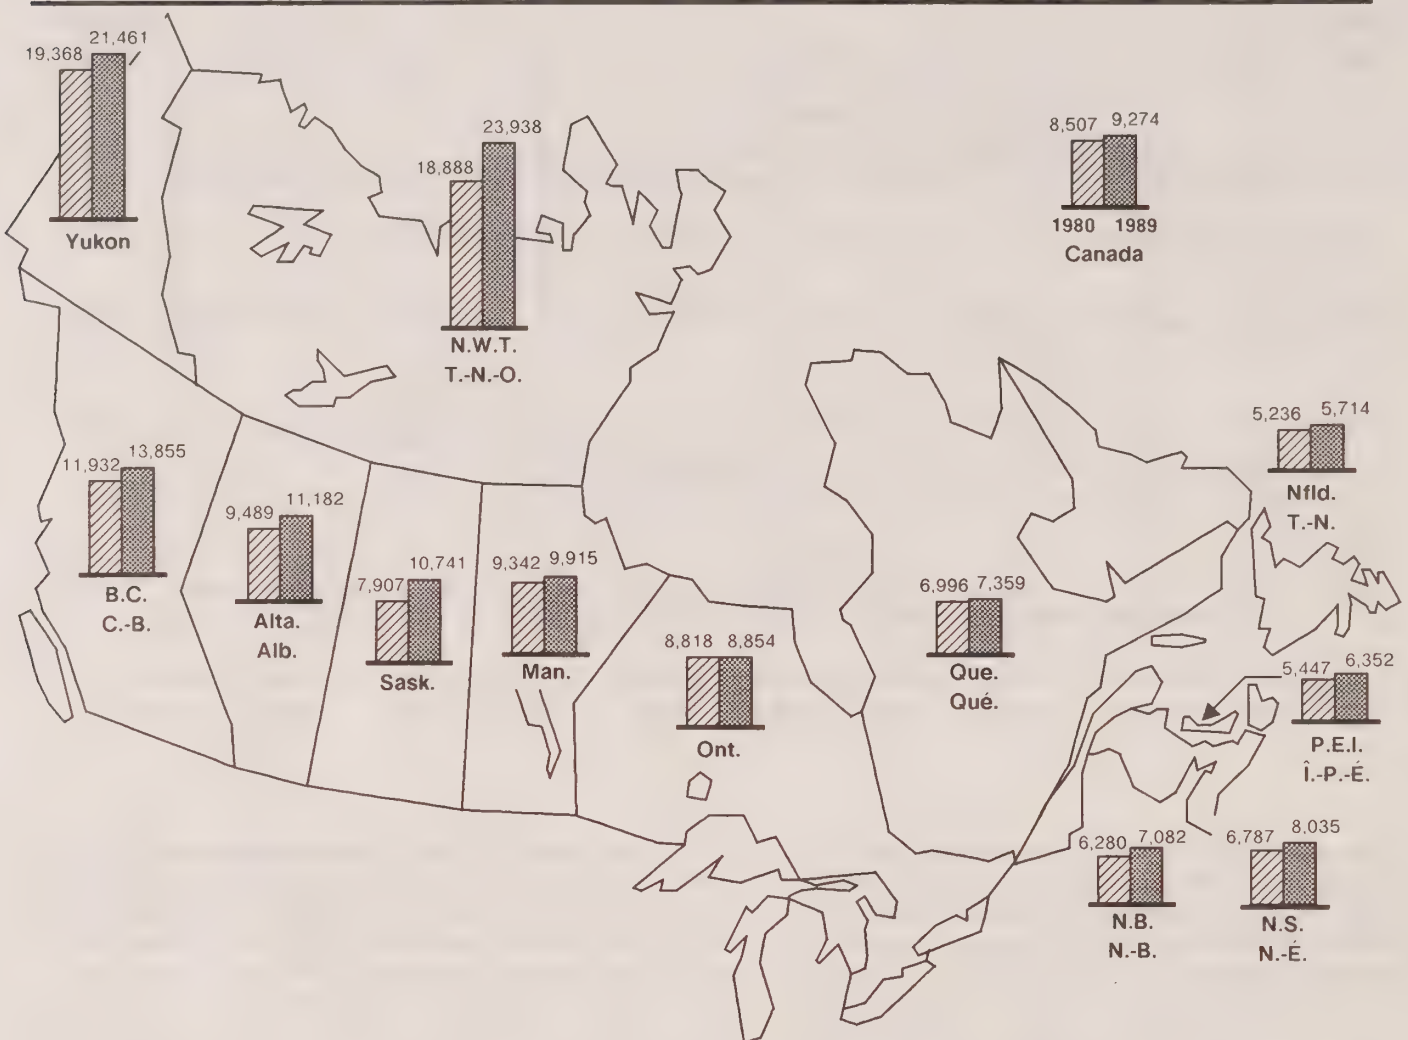 19,368 21,461
Yukon
18,888 23,938
N.W.T.
T.-N.-O.
8,507 9,274
1980 1989
Canada
11,932 13,855
B.C.
C.-B.
9,489 11,182
Alta.
Alb.
7,907 10,741
Sask.
9,342 9,915
Man.
8,818 8,854
Ont.
6,996 7,359
Que.
Qué.
5,236 5,714
Nfld.
T.-N.
5,447 6,352
P.E.I.
Î.-P.-É.
6,280 7,082
N.B.
N.-B.
6,787 8,035
N.S.
N.-É.